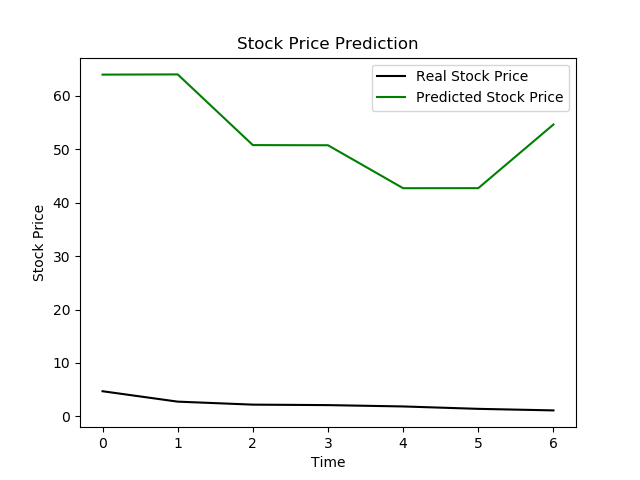 Stock Price Prediction
Real Stock Price
Predicted Stock Price
Stock Price
60
50
40
30
20
10
0
0 1 2 3 4 5 6
Time